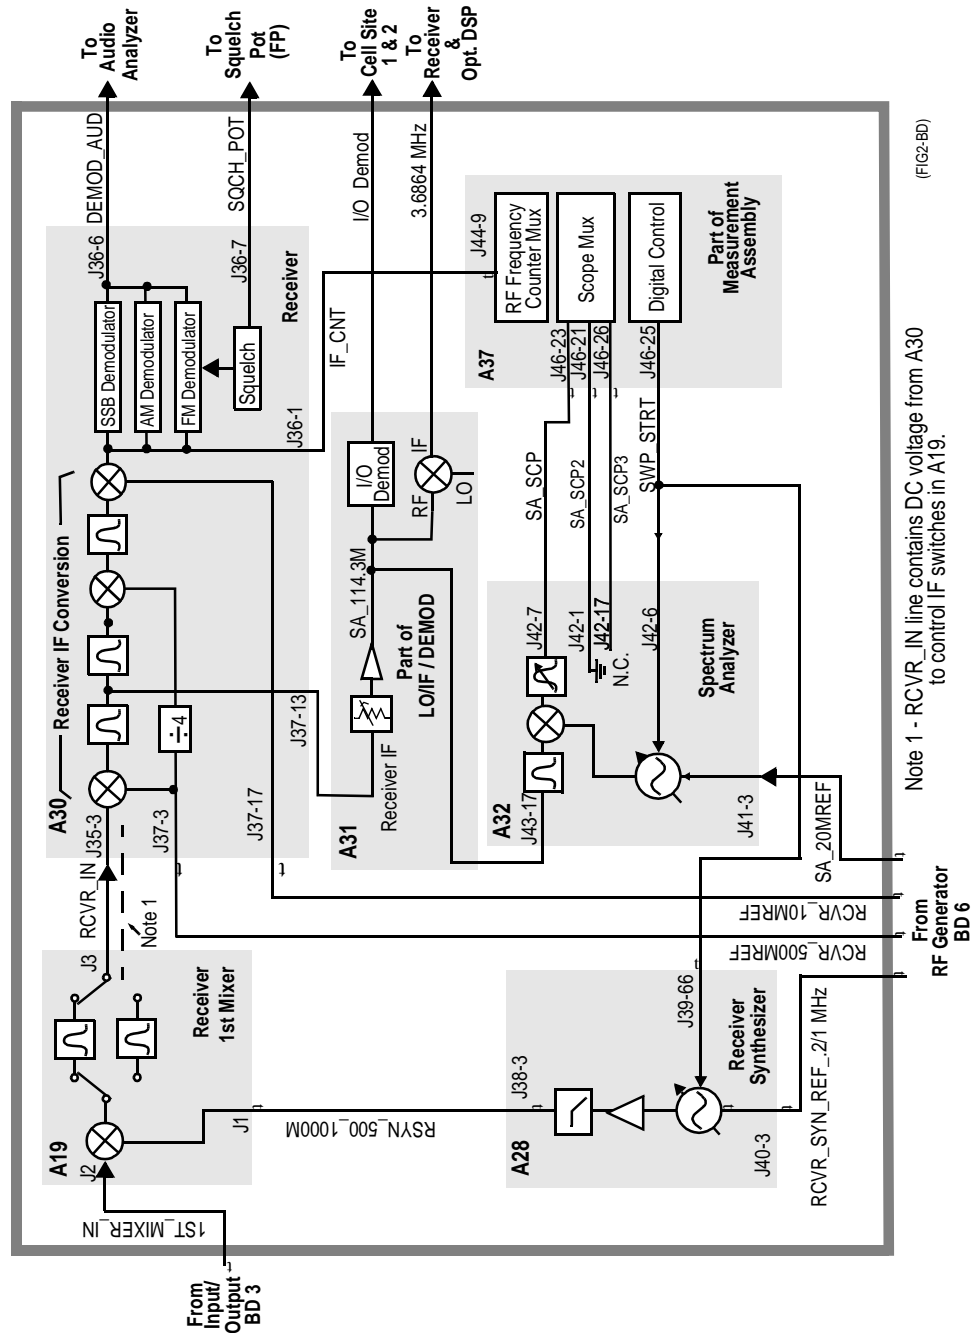 To
Audio
Analyzer
To
Squelch
Pot
(FP)
To
Cell Site
1 & 2
To
Receiver
&
Opt. DSP
DEMOD_AUD
SQCH_POT
I/O Demod
3.6864 MHz
Receiver IF Conversion
A30
J35-3
J37-3
J37-17
J37-13
÷4
SSB Demodulator
AM Demodulator
FM Demodulator
Squelch
J36-6
J36-7
J36-1
Receiver
IF_CNT
A19
J2
J3
J1
Receiver
1st Mixer
RCVR_IN
Note 1
1ST_MIXER_IN
From
Input/
Output
BD 3
A31
Receiver IF
Part of
LO/IF / DEMOD
SA_114.3M
I/O
Demod
RF
IF
LO
A37
J44-9
RF Frequency
Counter Mux
Scope Mux
Digital Control
J46-23
J46-21
J46-26
J46-25
Part of
Measurement
Assembly
SA_SCP
SA_SCP2
SA_SCP3
SWP_STRT
A32
J43-17
J42-7
J42-1
J42-17
J42-6
N.C.
J41-3
Spectrum
Analyzer
A28
J38-3
J39-66
J40-3
Receiver
Synthesizer
RSYN_500_1000M
SA_20MREF
RCVR_10MREF
RCVR_500MREF
RCVR_SYN_REF_.2/1 MHz
From
RF Generator
BD 6
Note 1 - RCVR_IN line contains DC voltage from A30
to control IF switches in A19.
(FIG2-BD)